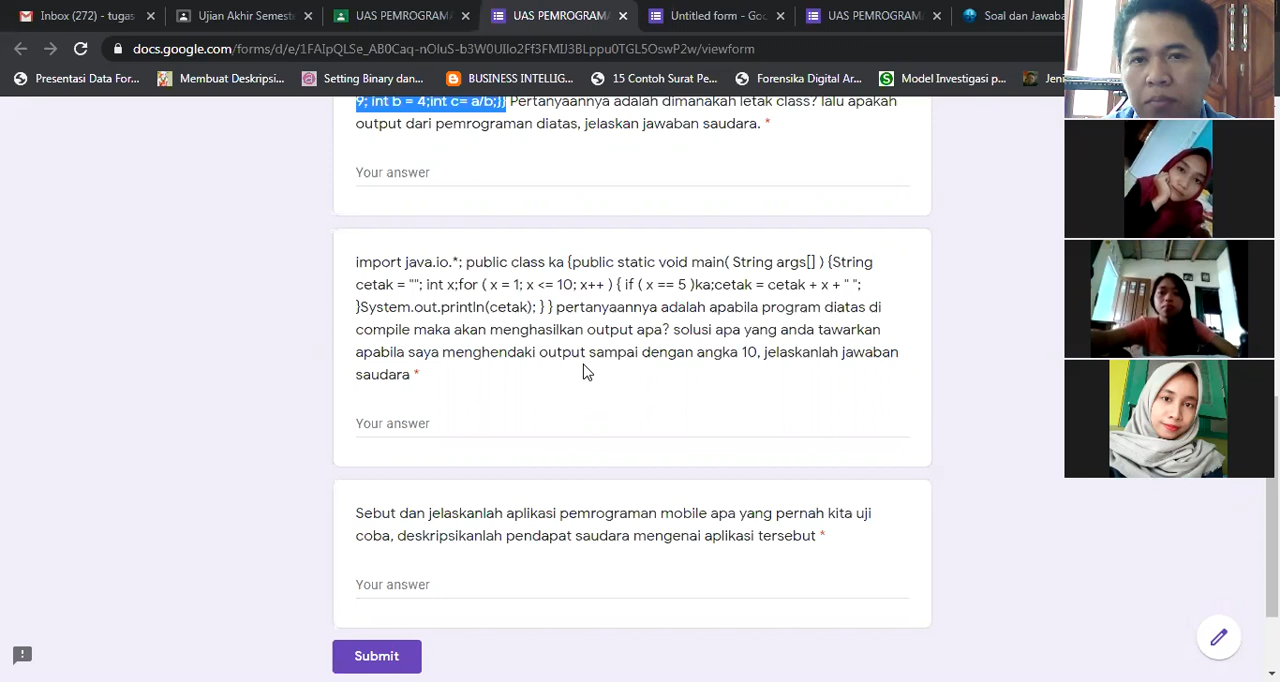 Inbox (272) - tugas
Ujian Akhir Semest
UAS PEMROGRAM
UAS PEMROGRAMA
Untitled form - Goo
UAS PEMROGRAM
Soal dan Jawaba
docs.google.com/forms/d/e/1FAIpQLSe_AB0Caq-nOluS-b3W0UIlo2Ff3FMIJ3BLppu0TGL5OswP2w/viewform
Presentasi Data For...
Membuat Deskripsi...
Setting Binary dan...
BUSINESS INTELLIG...
15 Contoh Surat Pe...
Forensika Digital Ar...
Model Investigasi p...
Jeni
9; int b = 4;int c= a/b;}} Pertanyaannya adalah dimanakah letak class? lalu apakah
output dari pemrograman diatas, jelaskan jawaban saudara. *
Your answer
import java.io.*; public class ka {public static void main( String args[] ) {String
cetak = ""; int x;for ( x = 1; x <= 10; x++ ) { if ( x == 5 )ka;cetak = cetak + x + " ";
}System.out.println(cetak); } } pertanyaannya adalah apabila program diatas di
compile maka akan menghasilkan output apa? solusi apa yang anda tawarkan
apabila saya menghendaki output sampai dengan angka 10, jelaskanlah jawaban
saudara *
Your answer
Sebut dan jelaskanlah aplikasi pemrograman mobile apa yang pernah kita uji
coba, deskripsikanlah pendapat saudara mengenai aplikasi tersebut *
Your answer
Submit